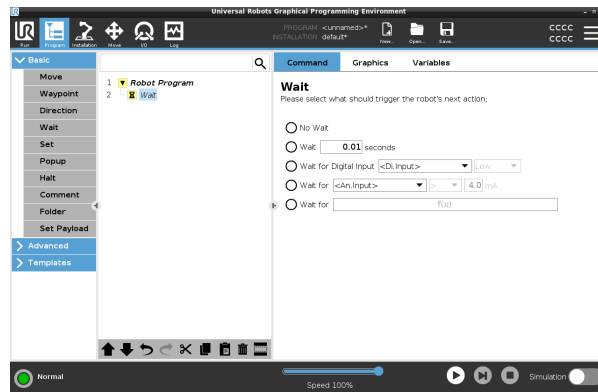 Universal Robots Graphical Programming Environment
Run Program Installation Move I/O Log
PROGRAM <unnamed>*
INSTALLATION default*
New... Open... Save...
CCCC
CCCC
Basic
Move
Waypoint
Direction
Wait
Set
Popup
Halt
Comment
Folder
Set Payload
Advanced
Templates
1 Robot Program
2 Wait
Command Graphics Variables
Wait
Please select what should trigger the robot's next action;
No Wait
Wait 0.01 seconds
Wait for Digital Input <Di.Input> Low
Wait for <An.Input> > 4.0 mA
Wait for f(x)
Normal
Speed 100%
Simulation